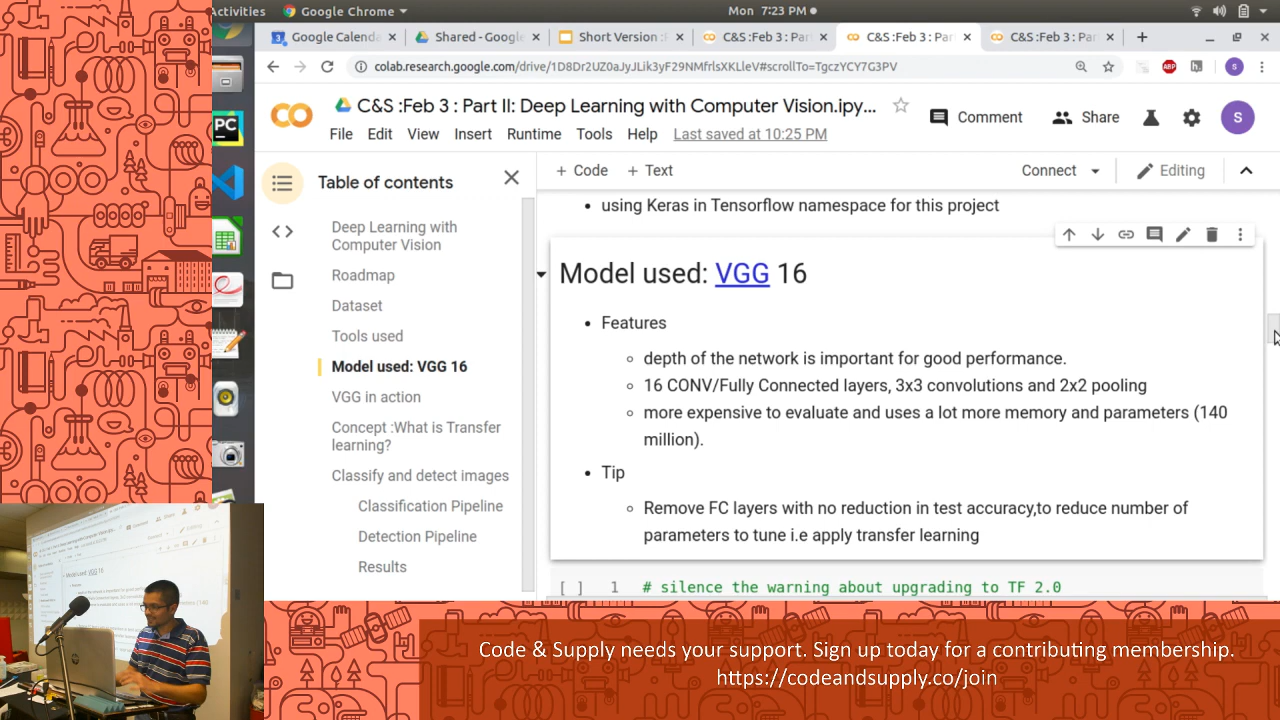 Activities
Google Chrome
Mon 7:23 PM
Google Calenda
Shared - Google
Short Version :F
C&S :Feb 3 : Par
C&S :Feb 3 : Part
C&S :Feb 3 : Par
colab.research.google.com/drive/1D8Dr2UZ0aJyJLik3yF29NMfrlsXKLleV#scrollTo=TgczYCY7G3PV
ABP
S
C&S :Feb 3 : Part II: Deep Learning with Computer Vision.ipy...
Comment
Share
S
File Edit View Insert Runtime Tools Help Last saved at 10:25 PM
+ Code + Text
Connect
Editing
Table of contents
Deep Learning with
Computer Vision
Roadmap
Dataset
Tools used
Model used: VGG 16
VGG in action
Concept :What is Transfer
learning?
Classify and detect images
Classification Pipeline
Detection Pipeline
Results
• using Keras in Tensorflow namespace for this project
Model used: VGG 16
• Features
◦ depth of the network is important for good performance.
◦ 16 CONV/Fully Connected layers, 3x3 convolutions and 2x2 pooling
◦ more expensive to evaluate and uses a lot more memory and parameters (140
million).
• Tip
◦ Remove FC layers with no reduction in test accuracy,to reduce number of
parameters to tune i.e apply transfer learning
[ ] 1 # silence the warning about upgrading to TF 2.0
PC
Code & Supply needs your support. Sign up today for a contributing membership.
https://codeandsupply.co/join